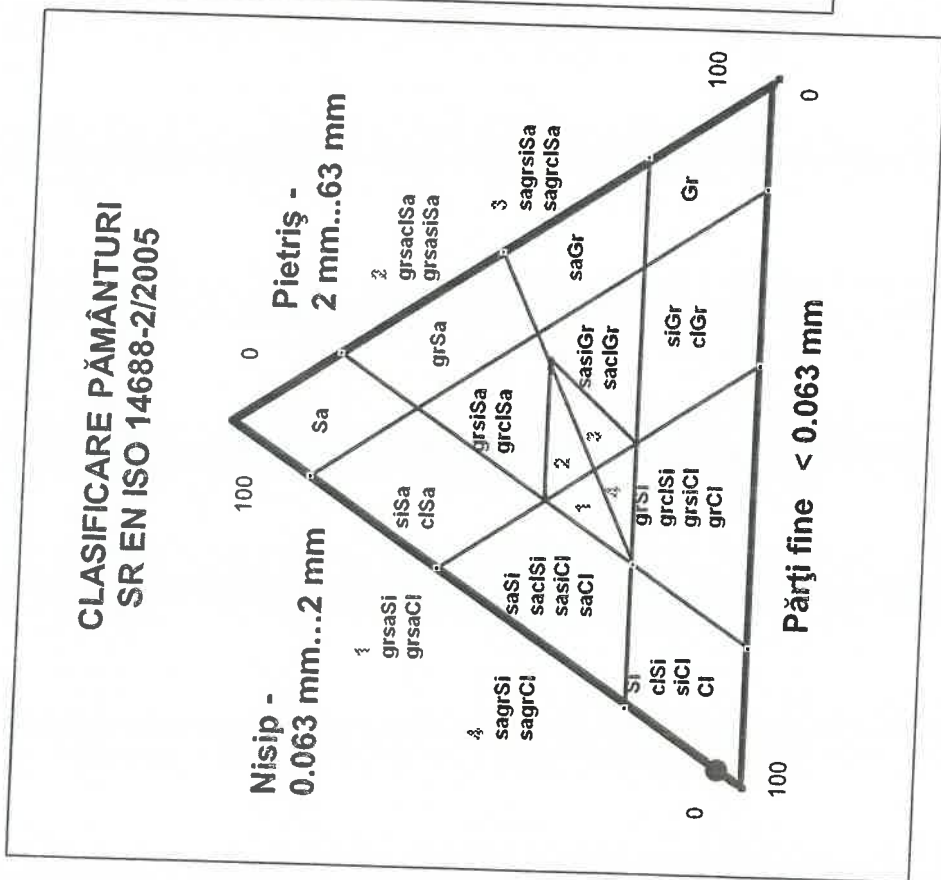 CLASIFICARE PĂMÂNTURI
SR EN ISO 14688-2/2005
Nisip -
0.063 mm...2 mm
Pietriş -
2 mm...63 mm
1
grsaSi
grsaCl
2
grsaclSa
grsasiSa
3
sagrsiSa
sagrclSa
4
sagrSi
sagrCl
100
0
Sa
siSa
clSa
grSa
grsiSa
grclSa
saSi
saclSi
sasiCl
saCl
1
2
3
4
sasiGr
saclGr
saGr
Si
clSi
siCl
Cl
grSi
grclSi
grsiCl
grCl
siGr
clGr
Gr
0
100
100
0
Părţi fine < 0.063 mm